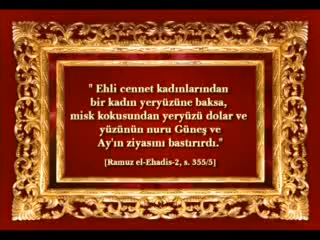 " Ehli cennet kadınlarından
bir kadın yeryüzüne baksa,
misk kokusundan yeryüzü dolar ve
yüzünün nuru Güneş ve
Ay'ın ziyasını bastırırdı."
[Ramuz el-Ehadis-2, s. 355/5]